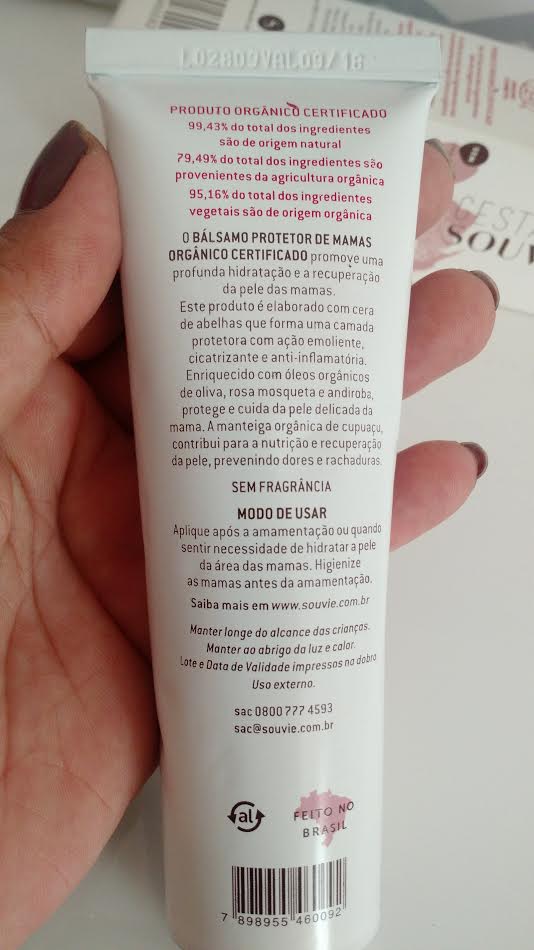 L02809VAL09/16
PRODUTO ORGÂNICO CERTIFICADO
99,43% do total dos ingredientes
são de origem natural
79,49% do total dos ingredientes são
provenientes da agricultura orgânica
95,16% do total dos ingredientes
vegetais são de origem orgânica
O BÁLSAMO PROTETOR DE MAMAS
ORGÂNICO CERTIFICADO promove uma
profunda hidratação e a recuperação
da pele das mamas.
Este produto é elaborado com cera
de abelhas que forma uma camada
protetora com ação emoliente,
cicatrizante e anti-inflamatória.
Enriquecido com óleos orgânicos
de oliva, rosa mosqueta e andiroba,
protege e cuida da pele delicada da
mama. A manteiga orgânica de cupuaçu,
contribui para a nutrição e recuperação
da pele, prevenindo dores e rachaduras.
SEM FRAGRÂNCIA
MODO DE USAR
Aplique após a amamentação ou quando
sentir necessidade de hidratar a pele
da área das mamas. Higienize
as mamas antes da amamentação.
Saiba mais em www.souvie.com.br
Manter longe do alcance das crianças.
Manter ao abrigo da luz e calor.
Lote e Data de Validade impressos na dobra
Uso externo.
sac 0800 777 4593
sac@souvie.com.br
al
FEITO NO
BRASIL
7 898955 460092